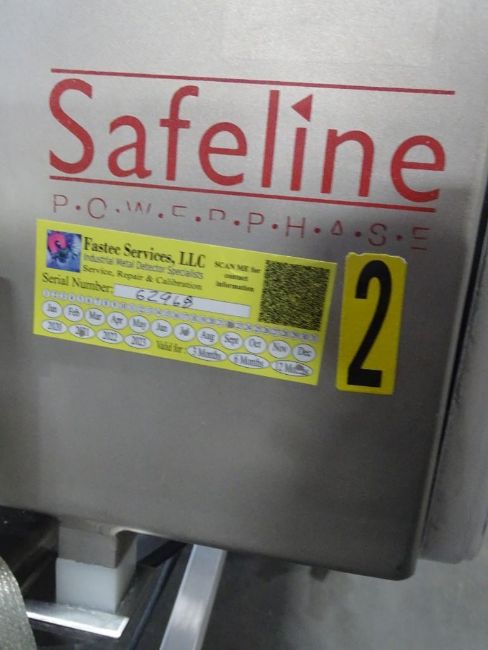 Safeline
P·O·W·E·R·P·H·A·S·E
Fastec Services, LLC
Industrial Metal Detector Specialists
Service, Repair & Calibration
SCAN ME for
contact
information
Serial Number:
Jan Feb Mar Apr May Jun Jul Aug Sept Oct Nov Dec
2020 2021 2022 2023 Valid for: 3 Months 6 Months 12 Months
2